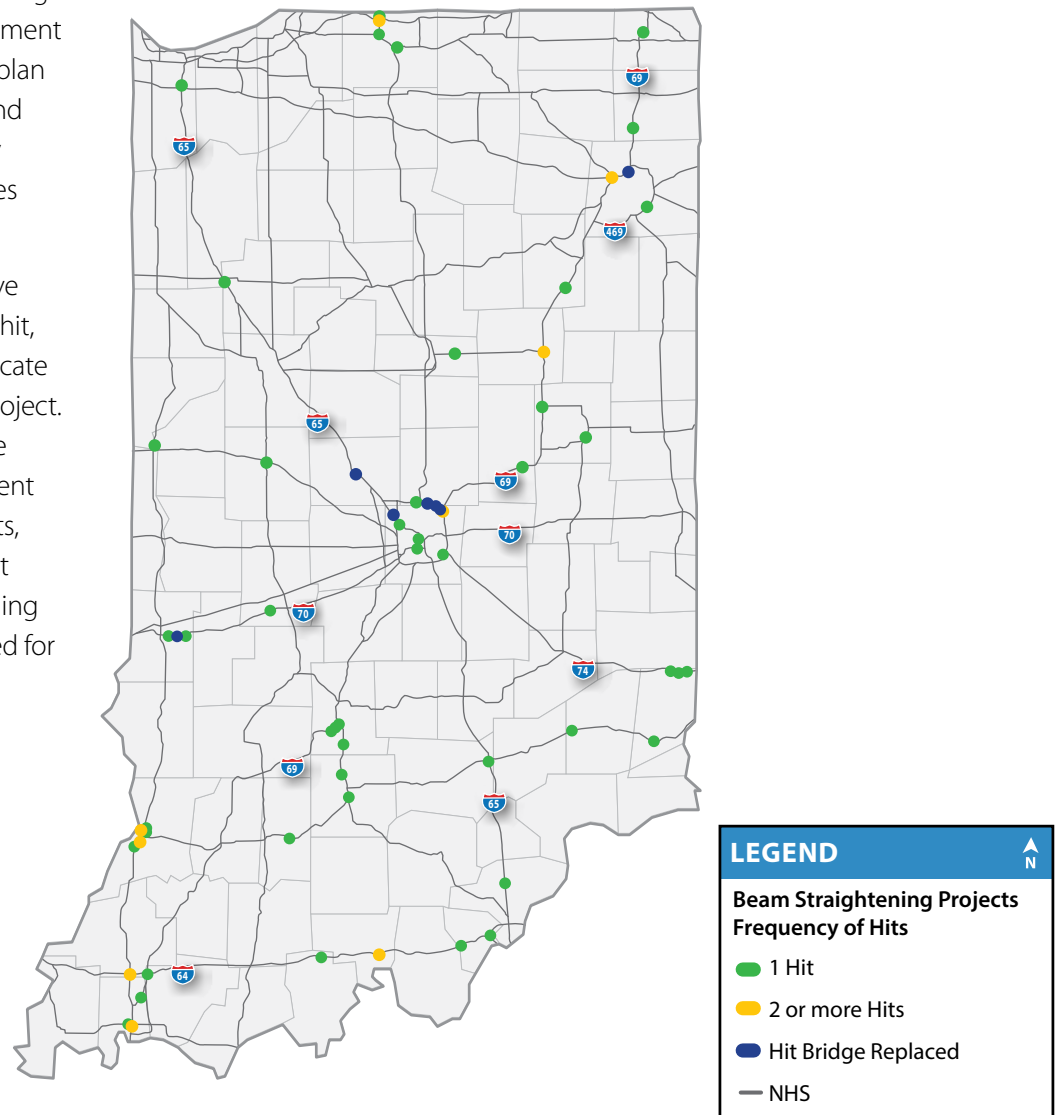 ement
plan
nd
es
ve
hit,
cate
oject.
e
ent
ts,
t
ing
ed for
69
65
469
65
69
70
70
74
69
65
64
LEGEND
N
Beam Straightening Projects
Frequency of Hits
1 Hit
2 or more Hits
Hit Bridge Replaced
NHS